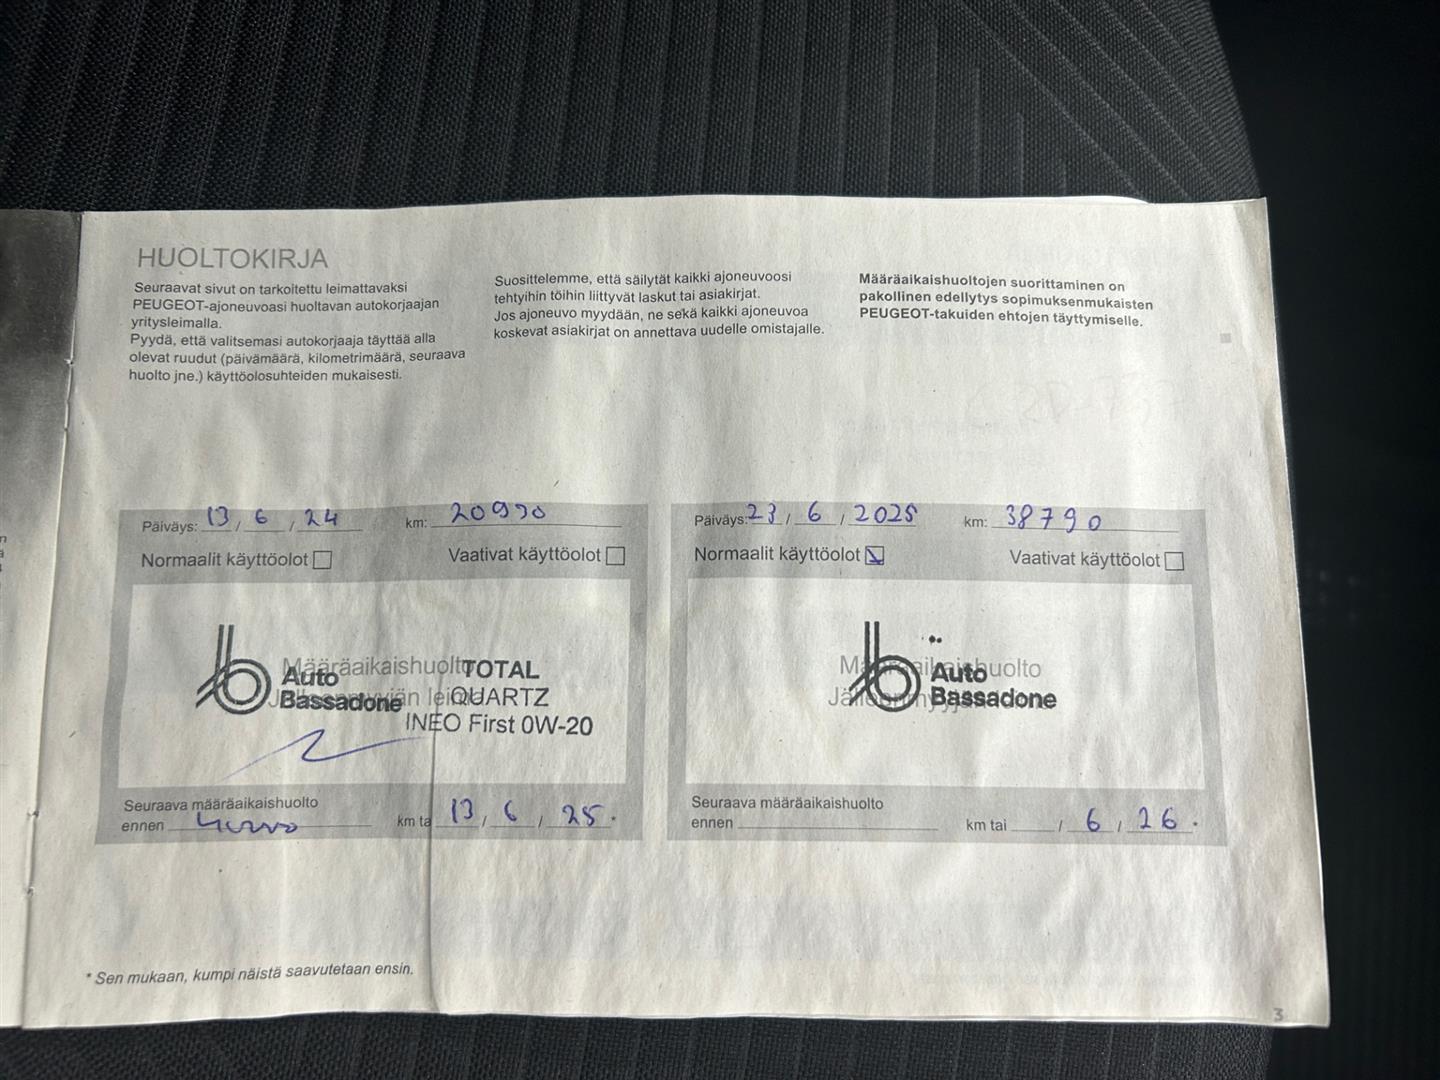 HUOLTOKIRJA
Seuraavat sivut on tarkoitettu leimattavaksi
PEUGEOT-ajoneuvoasi huoltavan autokorjaajan
yritysleimalla.
Pyydä, että valitsemasi autokorjaaja täyttää alla
olevat ruudut (päivämäärä, kilometrimäärä, seuraava
huolto jne.) käyttöolosuhteiden mukaisesti.
Suosittelemme, että säilytät kaikki ajoneuvoosi
tehtyihin töihin liittyvät laskut tai asiakirjat.
Jos ajoneuvo myydään, ne sekä kaikki ajoneuvoa
koskevat asiakirjat on annettava uudelle omistajalle.
Määräaikaishuoltojen suorittaminen on
pakollinen edellytys sopimuksenmukaisten
PEUGEOT-takuiden ehtojen täyttymiselle.
Päiväys: 13 / 6 / 24 km: 20990
Normaalit käyttöolot Vaativat käyttöolot
Määräaikaishuolto
Auto
Bassadone
TOTAL
QUARTZ
INEO First 0W-20
Seuraava määräaikaishuolto
ennen km ta 13 / 6 / 25.
Päiväys: 23 / 6 / 2025 km: 38790
Normaalit käyttöolot Vaativat käyttöolot
Määräaikaishuolto
Auto
Bassadone
Seuraava määräaikaishuolto
ennen km tai / 6 / 26.
* Sen mukaan, kumpi näistä saavutetaan ensin.
3